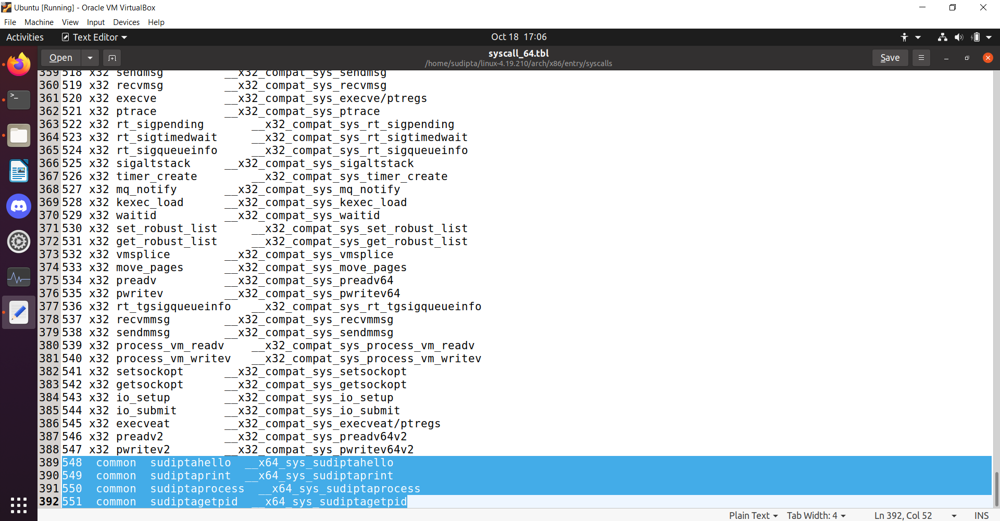 Ubuntu [Running] - Oracle VM VirtualBox
File Machine View Input Devices Help
Activities Text Editor Oct 18 17:06
Open syscall_64.tbl Save
/home/sudipta/linux-4.19.210/arch/x86/entry/syscalls
359 518 x32 sendmsg __x32_compat_sys_sendmsg
360 519 x32 recvmsg __x32_compat_sys_recvmsg
361 520 x32 execve __x32_compat_sys_execve/ptregs
362 521 x32 ptrace __x32_compat_sys_ptrace
363 522 x32 rt_sigpending __x32_compat_sys_rt_sigpending
364 523 x32 rt_sigtimedwait __x32_compat_sys_rt_sigtimedwait
365 524 x32 rt_sigqueueinfo __x32_compat_sys_rt_sigqueueinfo
366 525 x32 sigaltstack __x32_compat_sys_sigaltstack
367 526 x32 timer_create __x32_compat_sys_timer_create
368 527 x32 mq_notify __x32_compat_sys_mq_notify
369 528 x32 kexec_load __x32_compat_sys_kexec_load
370 529 x32 waitid __x32_compat_sys_waitid
371 530 x32 set_robust_list __x32_compat_sys_set_robust_list
372 531 x32 get_robust_list __x32_compat_sys_get_robust_list
373 532 x32 vmsplice __x32_compat_sys_vmsplice
374 533 x32 move_pages __x32_compat_sys_move_pages
375 534 x32 preadv __x32_compat_sys_preadv64
376 535 x32 pwritev __x32_compat_sys_pwritev64
377 536 x32 rt_tgsigqueueinfo __x32_compat_sys_rt_tgsigqueueinfo
378 537 x32 recvmmsg __x32_compat_sys_recvmmsg
379 538 x32 sendmmsg __x32_compat_sys_sendmmsg
380 539 x32 process_vm_readv __x32_compat_sys_process_vm_readv
381 540 x32 process_vm_writev __x32_compat_sys_process_vm_writev
382 541 x32 setsockopt __x32_compat_sys_setsockopt
383 542 x32 getsockopt __x32_compat_sys_getsockopt
384 543 x32 io_setup __x32_compat_sys_io_setup
385 544 x32 io_submit __x32_compat_sys_io_submit
386 545 x32 execveat __x32_compat_sys_execveat/ptregs
387 546 x32 preadv2 __x32_compat_sys_preadv64v2
388 547 x32 pwritev2 __x32_compat_sys_pwritev64v2
389 548 common sudiptahello __x64_sys_sudiptahello
390 549 common sudiptaprint __x64_sys_sudiptaprint
391 550 common sudiptaprocess __x64_sys_sudiptaprocess
392 551 common sudiptagetpid __x64_sys_sudiptagetpid
Plain Text Tab Width: 4 Ln 392, Col 52 INS